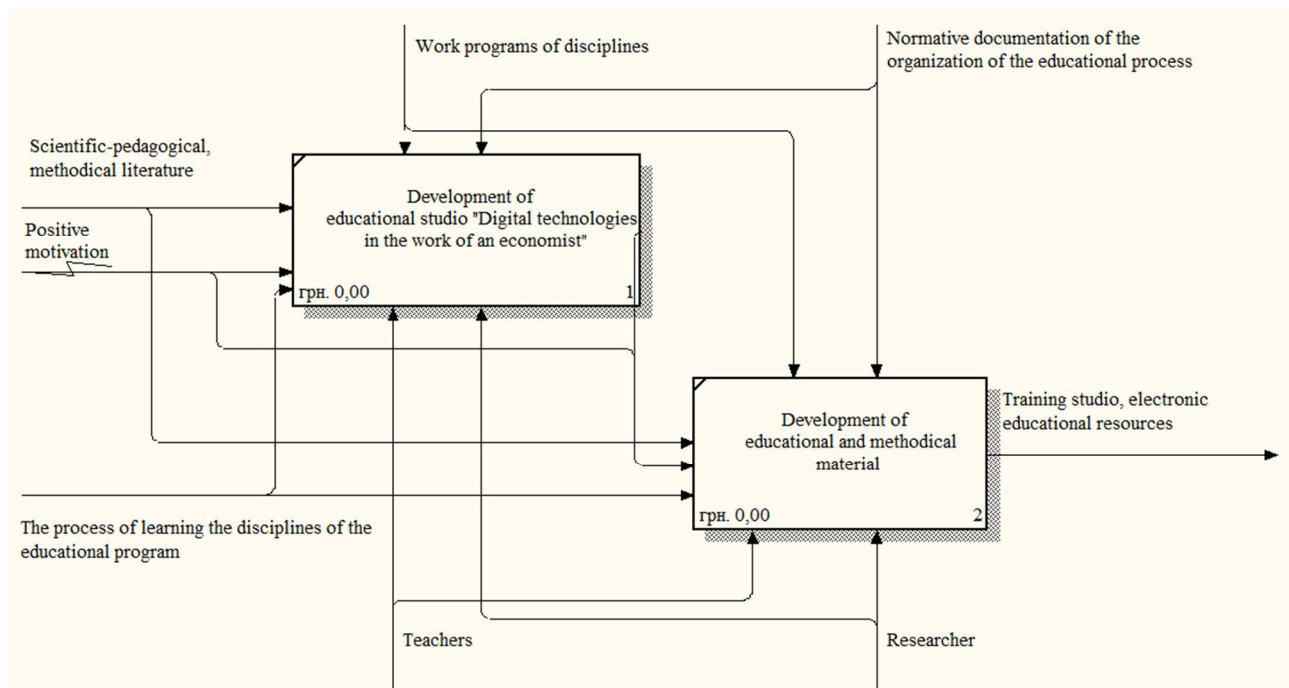 Work programs of disciplines
Normative documentation of the
organization of the educational process
Scientific-pedagogical,
methodical literature
Development of
educational studio "Digital technologies
in the work of an economist"
Positive
motivation
грн. 0,00
1
Training studio, electronic
educational resources
Development of
educational and methodical
material
грн. 0,00
2
The process of learning the disciplines of the
educational program
Teachers
Researcher